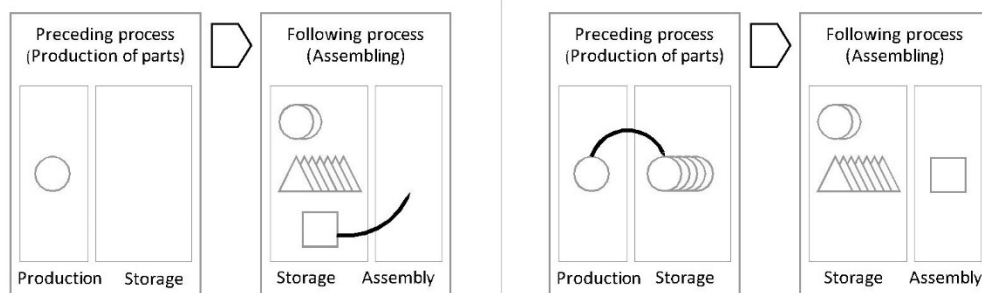 Preceding process
(Production of parts)
Following process
(Assembling)
Production
Storage
Storage
Assembly
Preceding process
(Production of parts)
Following process
(Assembling)
Production
Storage
Storage
Assembly